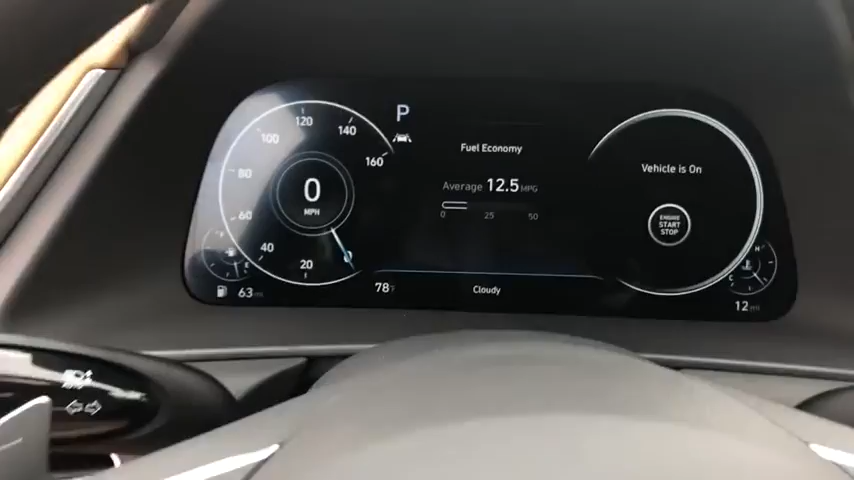 P
120
140
100
160
80
60
40
20
0
0
MPH
Fuel Economy
Average 12.5 MPG
0 25 50
Vehicle is On
ENGINE
START
STOP
F
E
H
C
63 mi
78°F
Cloudy
12 mi